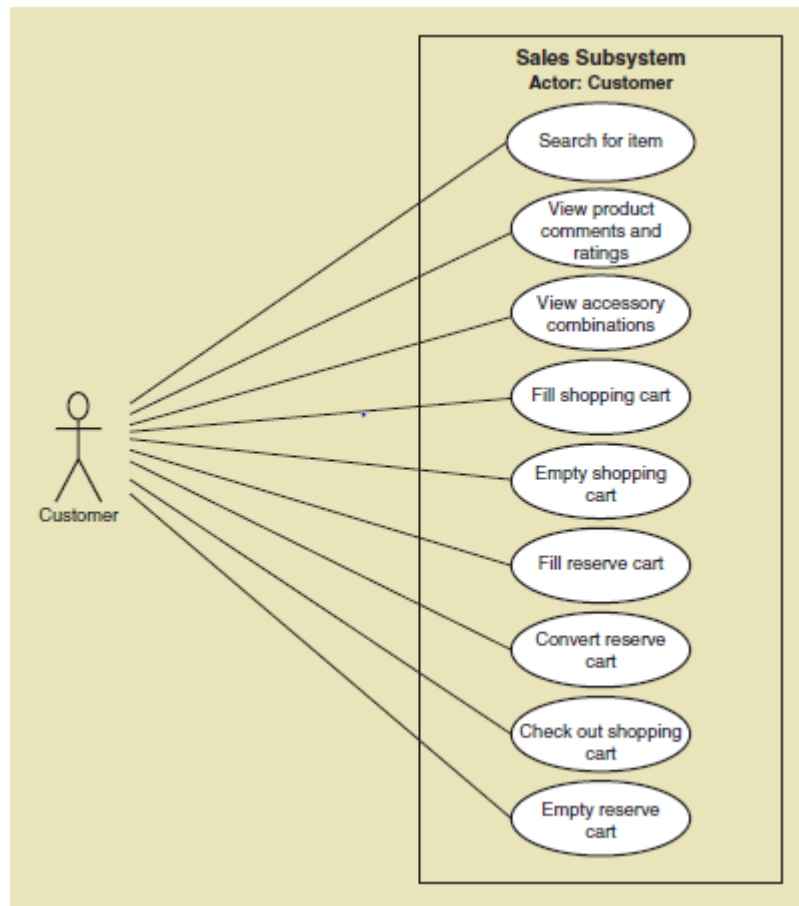 Sales Subsystem
Actor: Customer
Search for item
View product
comments and
ratings
View accessory
combinations
Fill shopping cart
Empty shopping
cart
Fill reserve cart
Convert reserve
cart
Check out shopping
cart
Empty reserve
cart
Customer